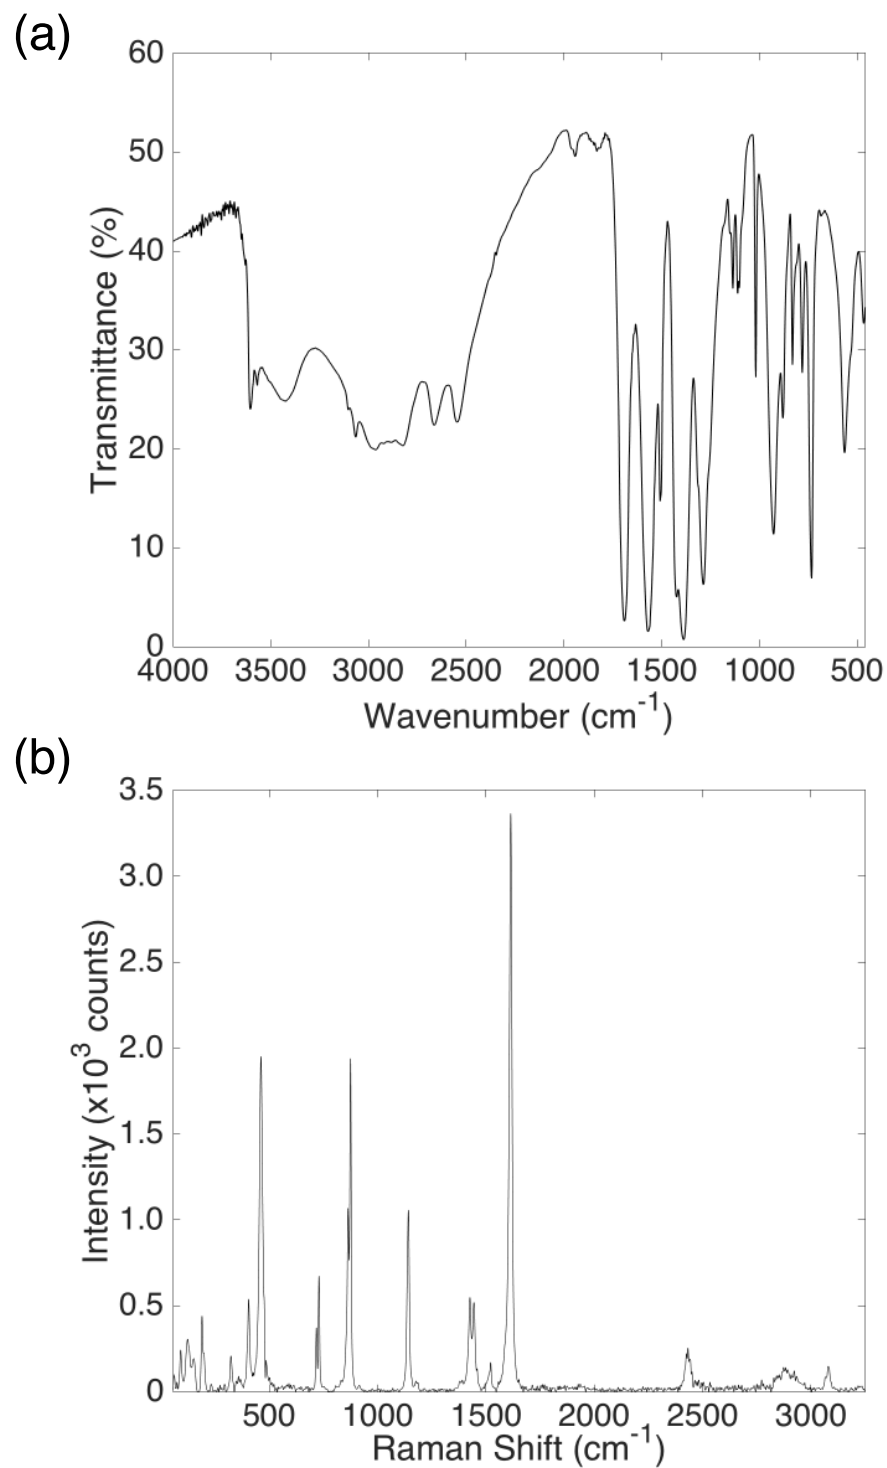 (a)
60
50
40
30
20
10
0
Transmittance (%)
4000 3500 3000 2500 2000 1500 1000 500
Wavenumber (cm⁻¹)
(b)
3.5
3.0
2.5
2.0
1.5
1.0
0.5
0
Intensity (x10³ counts)
500 1000 1500 2000 2500 3000
Raman Shift (cm⁻¹)